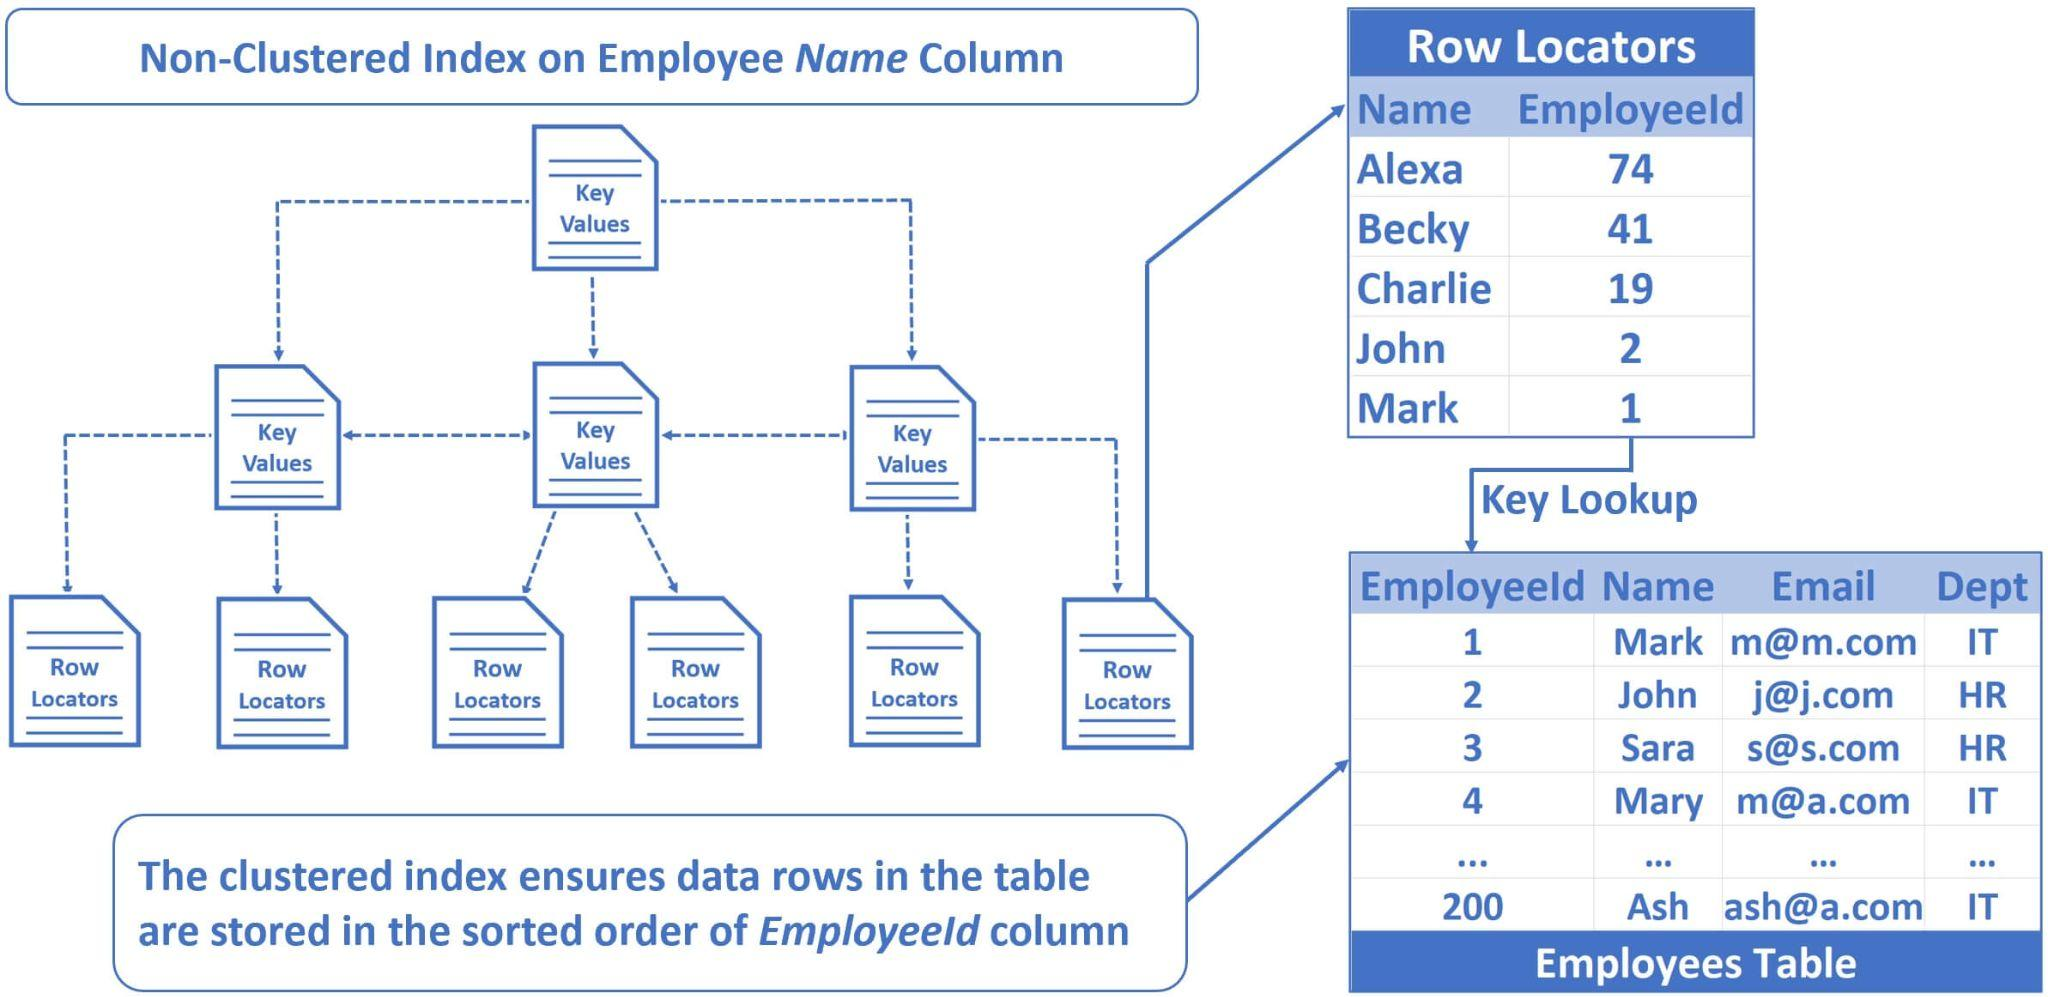 Non-Clustered Index on Employee Name Column
Key
Values
Key
Values
Key
Values
Key
Values
Row
Locators
Row
Locators
Row
Locators
Row
Locators
Row
Locators
Row
Locators
The clustered index ensures data rows in the table
are stored in the sorted order of EmployeeId column
Row Locators
Name EmployeeId
Alexa 74
Becky 41
Charlie 19
John 2
Mark 1
Key Lookup
EmployeeId Name Email Dept
1 Mark m@m.com IT
2 John j@j.com HR
3 Sara s@s.com HR
4 Mary m@a.com IT
... ... ... ...
200 Ash ash@a.com IT
Employees Table